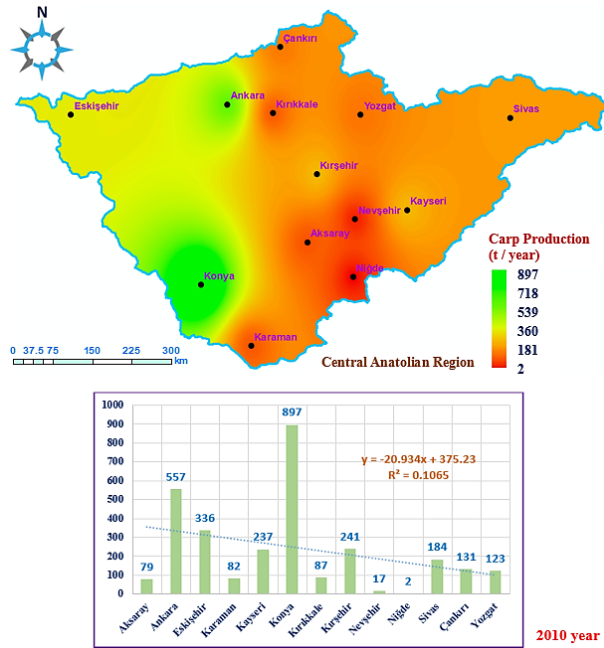 N
Çankırı
Ankara
Eskişehir
Kırıkkale
Yozgat
Sivas
Kırşehir
Kayseri
Nevşehir
Aksaray
Niğde
Konya
Karaman
Carp Production
(t / year)
897
718
539
360
181
2
0 37.5 75 150 225 300
km
Central Anatolian Region
1000
900
800
700
600
500
400
300
200
100
0
897
557
y = -20.934x + 375.23
R² = 0.1065
336
237
241
184
131
123
79
82
87
17
2
Aksaray
Ankara
Eskişehir
Karaman
Kayseri
Konya
Kırıkkale
Kırşehir
Nevşehir
Niğde
Sivas
Çankırı
Yozgat
2010 year